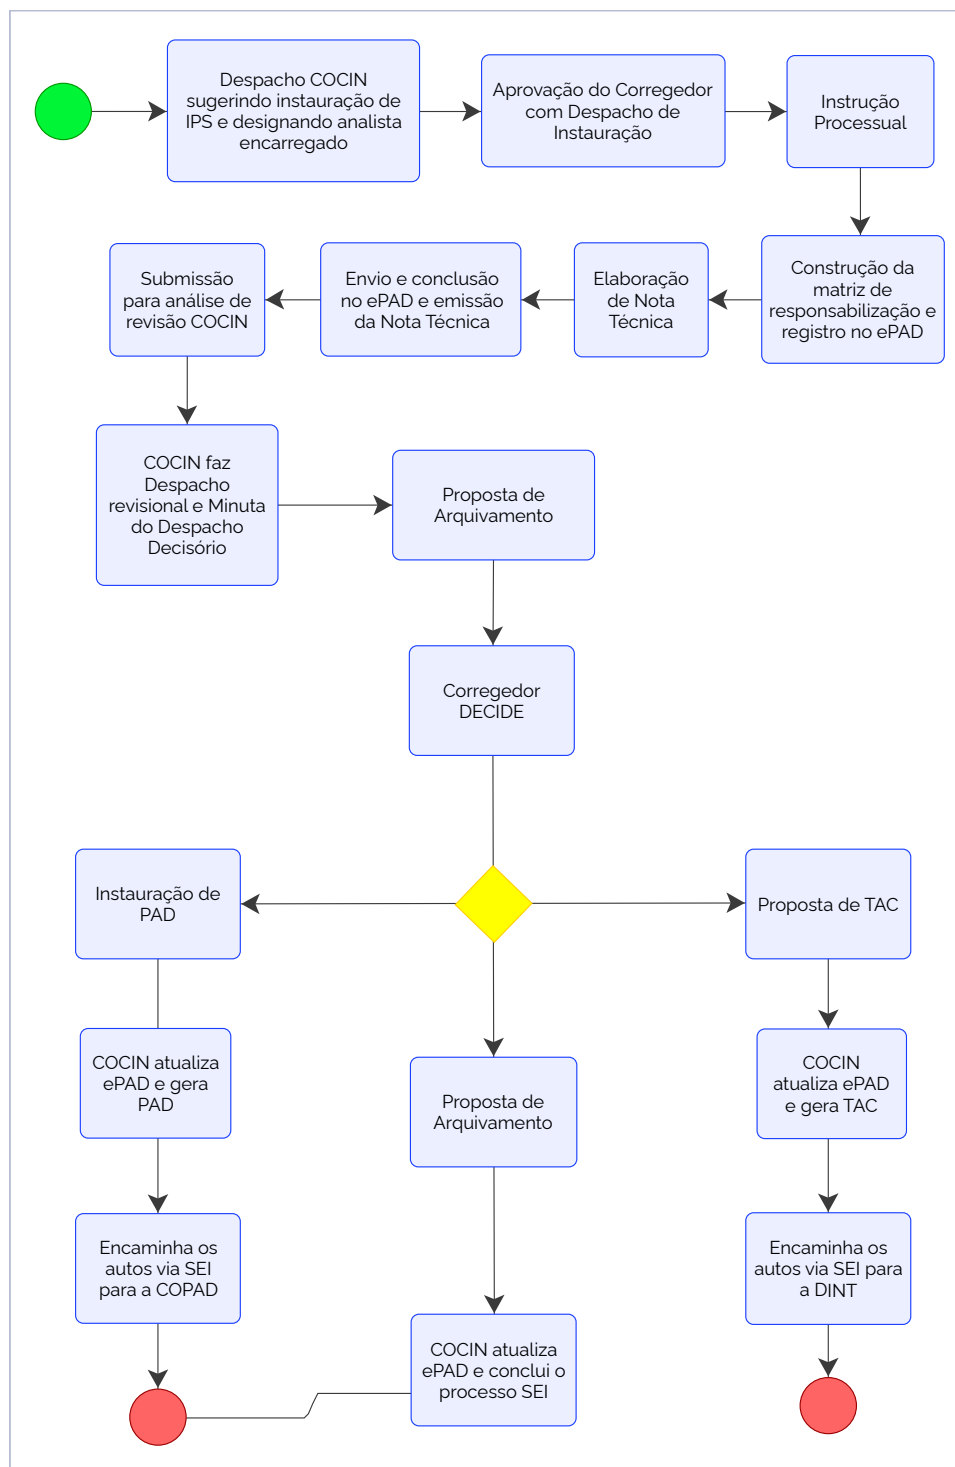 Despacho COCIN
sugerindo instauração de
IPS e designando analista
encarregado
Aprovação do Corregedor
com Despacho de
Instauração
Instrução
Processual
Construção da
matriz de
responsabilização e
registro no ePAD
Elaboração
de Nota
Técnica
Envio e conclusão
no ePAD e emissão
da Nota Técnica
Submissão
para análise de
revisão COCIN
COCIN faz
Despacho
revisional e Minuta
do Despacho
Decisório
Proposta de
Arquivamento
Corregedor
DECIDE
Instauração de
PAD
COCIN atualiza
ePAD e gera
PAD
Encaminha os
autos via SEI
para a COPAD
Proposta de
Arquivamento
COCIN atualiza
ePAD e conclui o
processo SEI
Proposta de TAC
COCIN
atualiza ePAD
e gera TAC
Encaminha os
autos via SEI para
a DINT